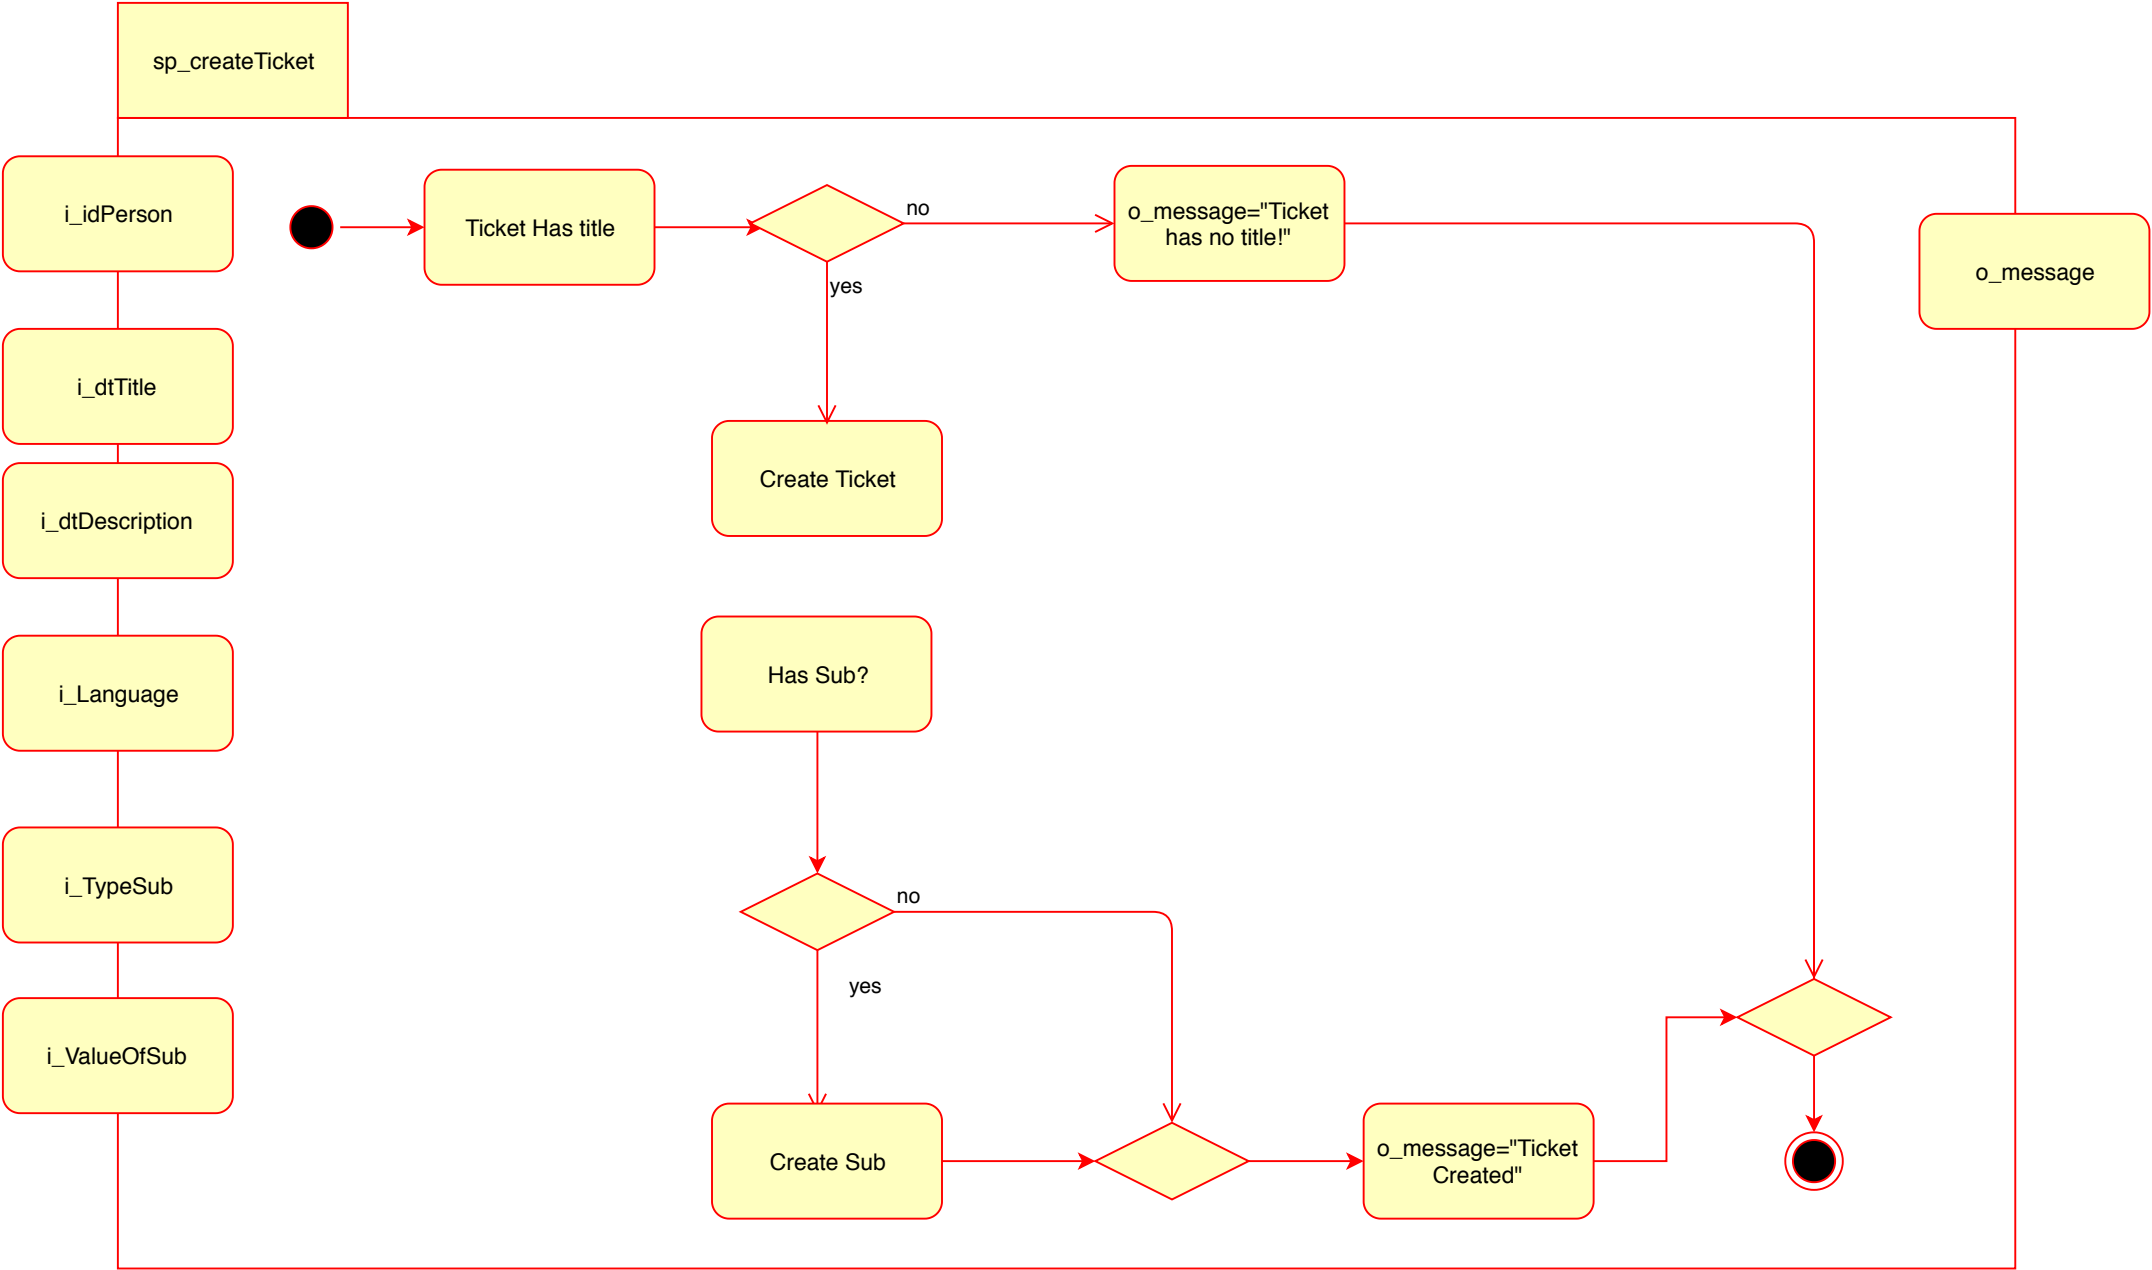 sp_createTicket
i_idPerson
Ticket Has title
no
o_message="Ticket
has no title!"
o_message
yes
i_dtTitle
Create Ticket
i_dtDescription
Has Sub?
i_Language
i_TypeSub
no
yes
i_ValueOfSub
Create Sub
o_message="Ticket
Created"